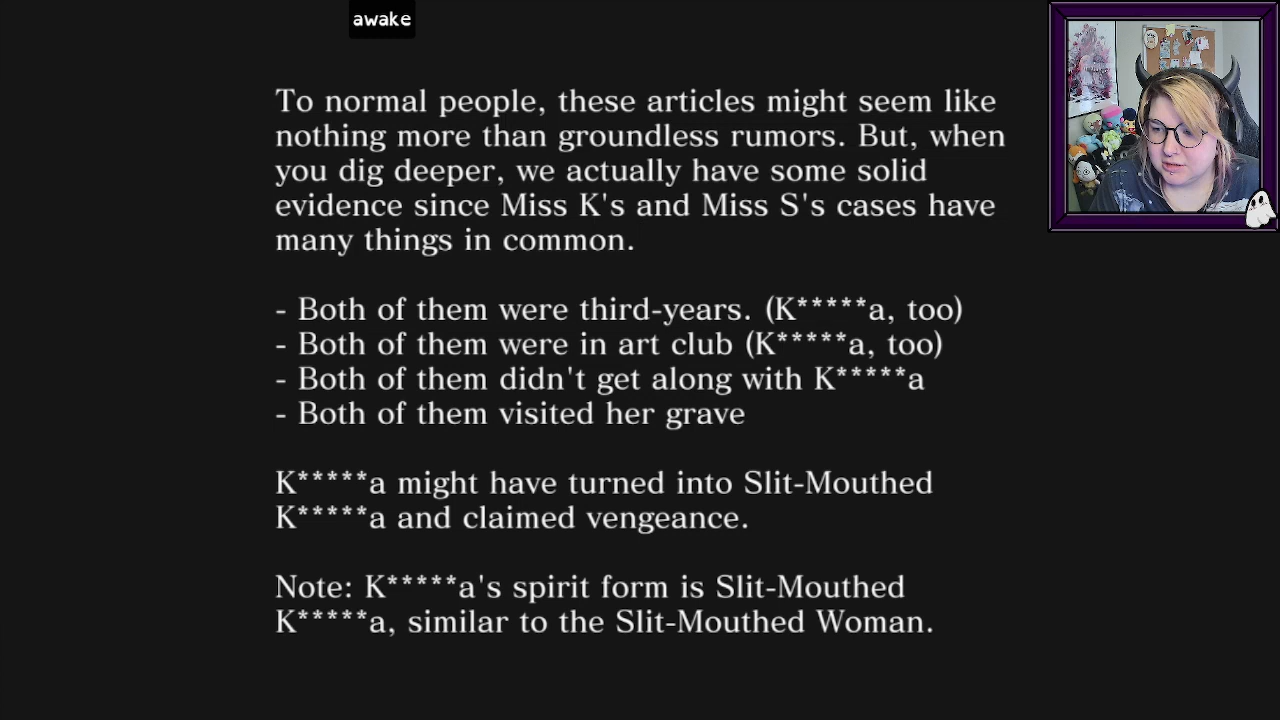 awake
To normal people, these articles might seem like
nothing more than groundless rumors. But, when
you dig deeper, we actually have some solid
evidence since Miss K's and Miss S's cases have
many things in common.
- Both of them were third-years. (K*****a, too)
- Both of them were in art club (K*****a, too)
- Both of them didn't get along with K*****a
- Both of them visited her grave
K*****a might have turned into Slit-Mouthed
K*****a and claimed vengeance.
Note: K*****a's spirit form is Slit-Mouthed
K*****a, similar to the Slit-Mouthed Woman.